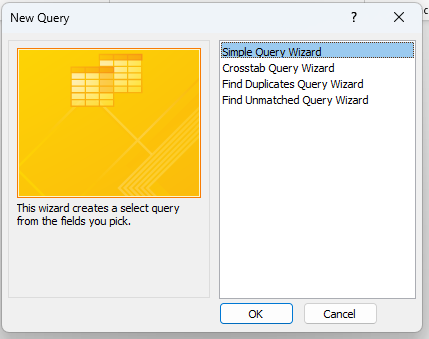 New Query
?
Simple Query Wizard
Crosstab Query Wizard
Find Duplicates Query Wizard
Find Unmatched Query Wizard
This wizard creates a select query
from the fields you pick.
OK
Cancel
c